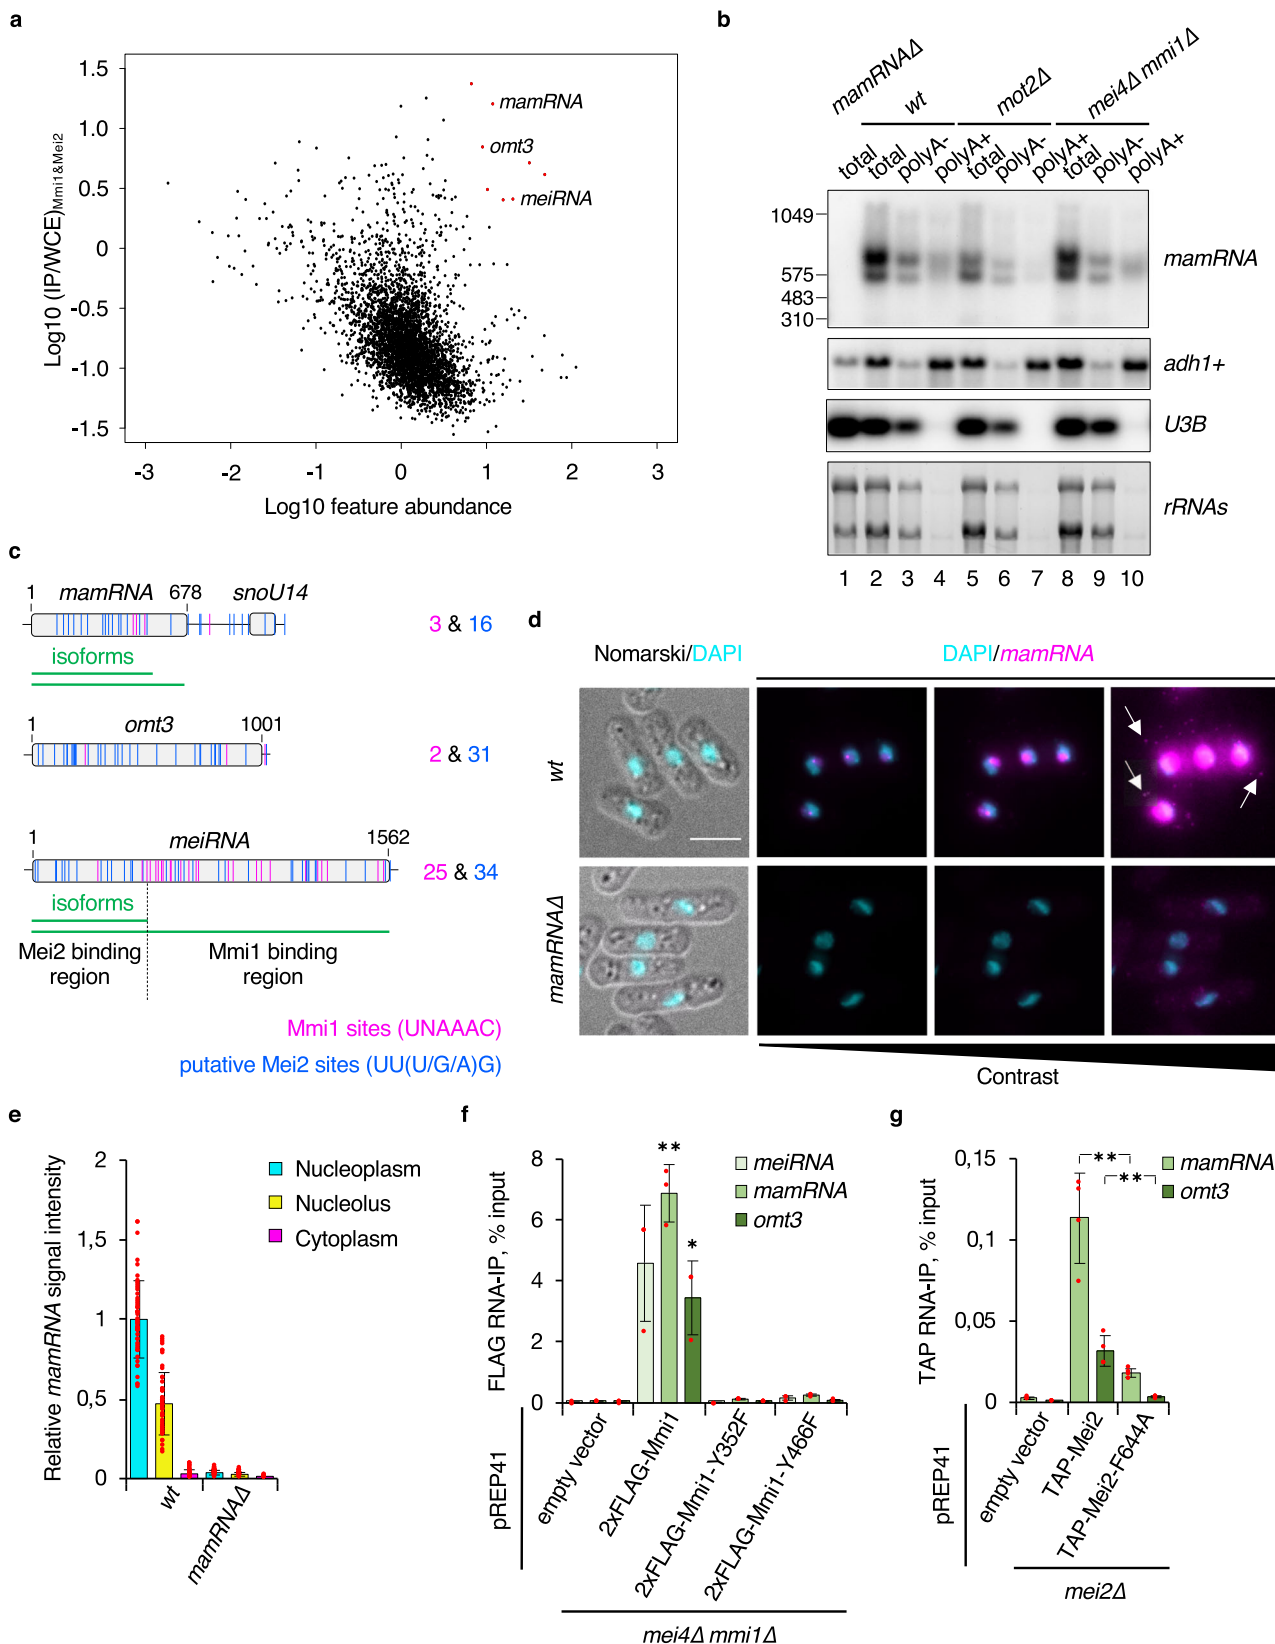 a
1.5
1.0
0.5
0
-0.5
-1.0
-1.5
Log10 (IP/WCE)Mmi1&Mei2
mamRNA
omt3
meiRNA
-3 -2 -1 0 1 2 3
Log10 feature abundance
b
mamRNAΔ
wt
mot2Δ
mei4Δ mmi1Δ
total total polyA- polyA+ total polyA- polyA+ total polyA- polyA+
1049
575
483
310
mamRNA
adh1+
U3B
rRNAs
1 2 3 4 5 6 7 8 9 10
c
1 mamRNA 678 snoU14
3 & 16
isoforms
1 omt3 1001
2 & 31
1 meiRNA 1562
25 & 34
isoforms
Mei2 binding region
Mmi1 binding region
Mmi1 sites (UNAAAC)
putative Mei2 sites (UU(U/G/A)G)
d
Nomarski/DAPI
DAPI/mamRNA
wt
mamRNAΔ
Contrast
e
Relative mamRNA signal intensity
2
1,5
1
0,5
0
Nucleoplasm
Nucleolus
Cytoplasm
wt
mamRNAΔ
f
FLAG RNA-IP, % input
8
6
4
2
0
**
*
meiRNA
mamRNA
omt3
pREP41
empty vector
2xFLAG-Mmi1
2xFLAG-Mmi1-Y352F
2xFLAG-Mmi1-Y466F
mei4Δ mmi1Δ
g
TAP RNA-IP, % input
0,15
0,1
0,05
0
**
**
mamRNA
omt3
pREP41
empty vector
TAP-Mei2
TAP-Mei2-F644A
mei2Δ